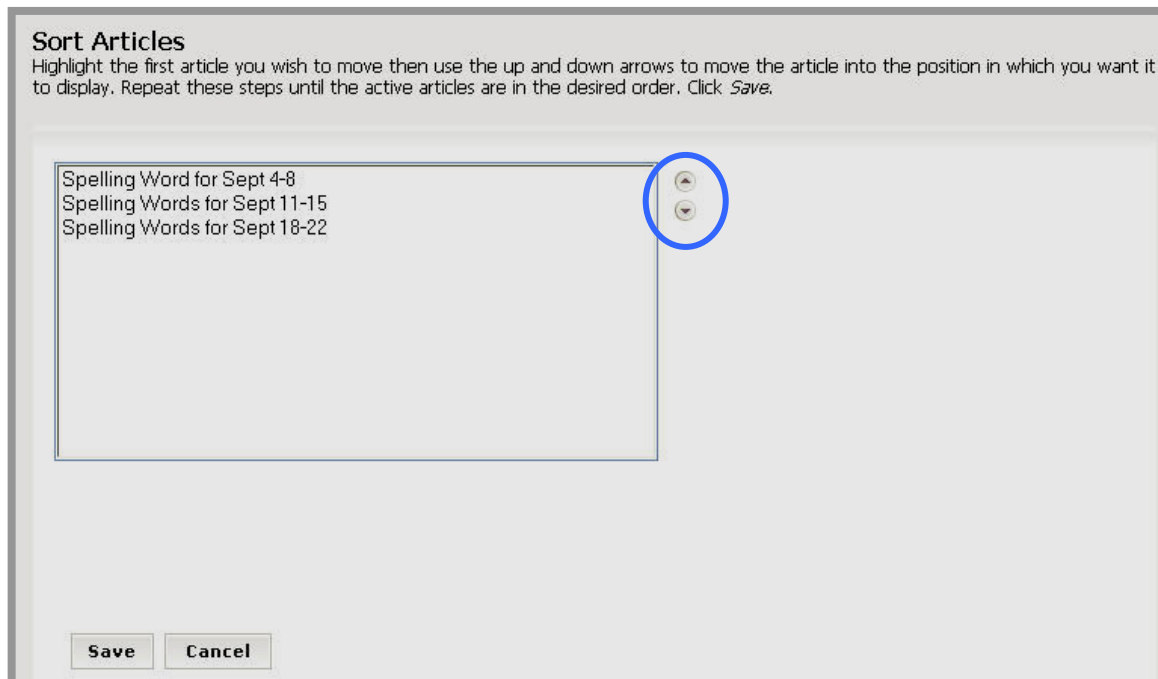 Sort Articles
Highlight the first article you wish to move then use the up and down arrows to move the article into the position in which you want it
to display. Repeat these steps until the active articles are in the desired order. Click Save.
Spelling Word for Sept 4-8
Spelling Words for Sept 11-15
Spelling Words for Sept 18-22
Save Cancel